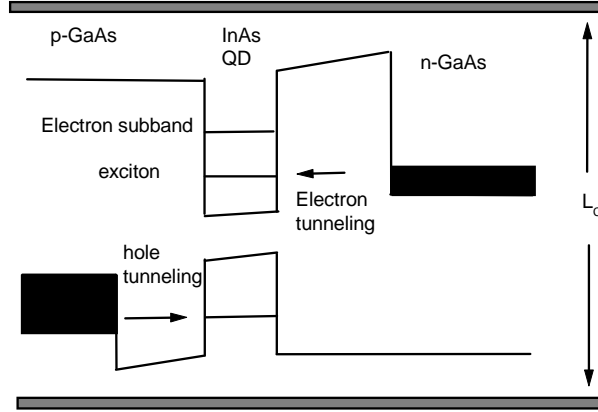 p-GaAs
InAs
QD
n-GaAs
Electron subband
exciton
Electron
tunneling
hole
tunneling